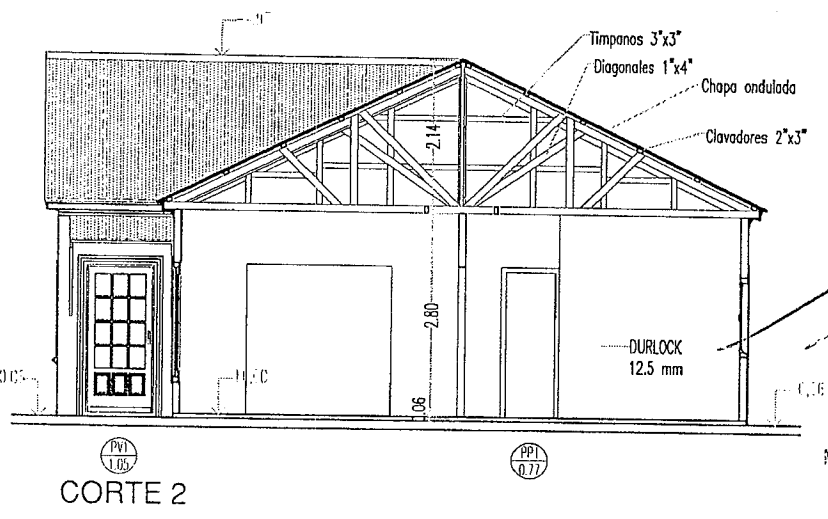 Timpanos 3"x3"
Diagonales 1"x4"
Chapa ondulada
Clavadores 2"x3"
2.14
2.80
DURLOCK
12.5 mm
.06
PV1
1.05
PP1
0.77
CORTE 2